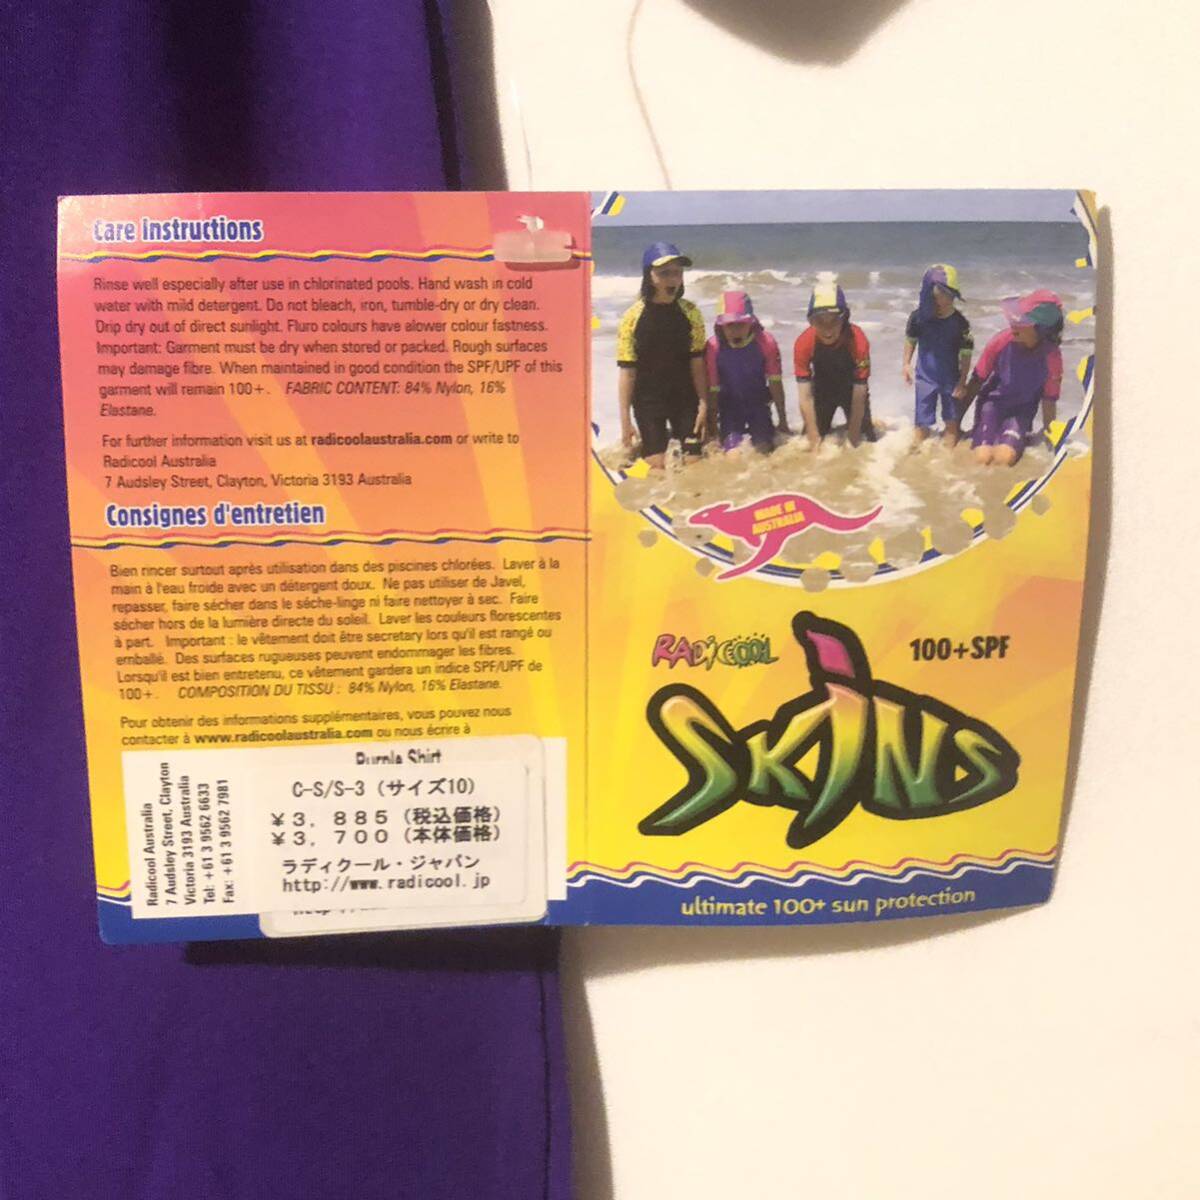 Care Instructions
Rinse well especially after use in chlorinated pools. Hand wash in cold
water with mild detergent. Do not bleach, iron, tumble-dry or dry clean.
Drip dry out of direct sunlight. Fluro colours have alower colour fastness.
Important: Garment must be dry when stored or packed. Rough surfaces
may damage fibre. When maintained in good condition the SPF/UPF of this
garment will remain 100+. FABRIC CONTENT: 84% Nylon, 16%
Elastane.
For further information visit us at radicoolaustralia.com or write to
Radicool Australia
7 Audsley Street, Clayton, Victoria 3193 Australia
Consignes d'entretien
Bien rincer surtout après utilisation dans des piscines chlorées. Laver à la
main à l'eau froide avec un détergent doux. Ne pas utiliser de Javel,
repasser, faire sécher dans le séche-linge ni faire nettoyer à sec. Faire
sécher hors de la lumière directe du soleil. Laver les couleurs florescentes
à part. Important : le vêtement doit être secretary lors qu'il est rangé ou
emballé. Des surfaces rugueuses peuvent endommager les fibres.
Lorsqu'il est bien entretenu, ce vêtement gardera un indice SPF/UPF de
100+. COMPOSITION DU TISSU : 84% Nylon, 16% Elastane.
Pour obtenir des informations supplémentaires, vous pouvez nous
contacter à www.radicoolaustralia.com ou nous écrire à
Radicool Australia
7 Audsley Street, Clayton
Victoria 3193 Australia
Tel: +61 3 9562 6633
Fax: +61 3 9562 7981
Purple Shirt
C-S/S-3 (サイズ10)
¥3, 885 (税込価格)
¥3, 700 (本体価格)
ラディクール・ジャパン
http://www.radicool.jp
MADE IN
AUSTRALIA
RADiCOOL
100+SPF
SKINS
ultimate 100+ sun protection